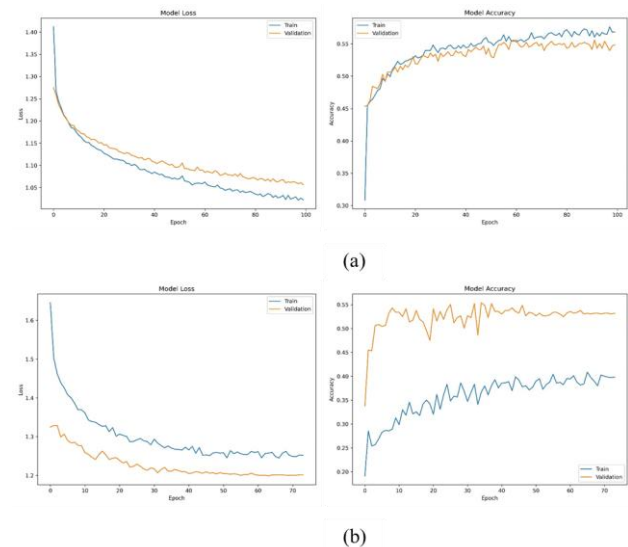 Model Loss
Train
Validation
1.40
1.35
1.30
1.25
1.20
1.15
1.10
1.05
Loss
0 20 40 60 80 100
Epoch
Model Accuracy
Train
Validation
0.55
0.50
0.45
0.40
0.35
0.30
Accuracy
0 20 40 60 80 100
Epoch
(a)
Model Loss
Train
Validation
1.6
1.5
1.4
1.3
1.2
Loss
0 10 20 30 40 50 60 70
Epoch
Model Accuracy
0.55
0.50
0.45
0.40
0.35
0.30
0.25
0.20
Accuracy
Train
Validation
0 10 20 30 40 50 60 70
Epoch
(b)